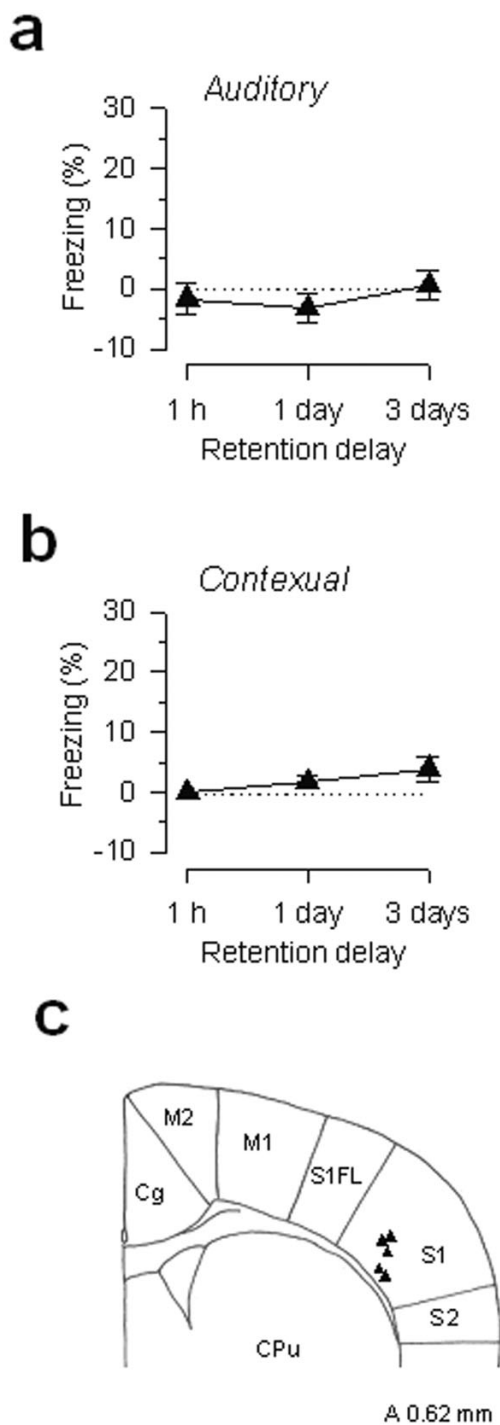 a
Auditory
Freezing (%)
30
20
10
0
-10
1 h 1 day 3 days
Retention delay
b
Contexual
Freezing (%)
30
20
10
0
-10
1 h 1 day 3 days
Retention delay
c
M2
M1
S1FL
Cg
S1
S2
CPu
A 0.62 mm